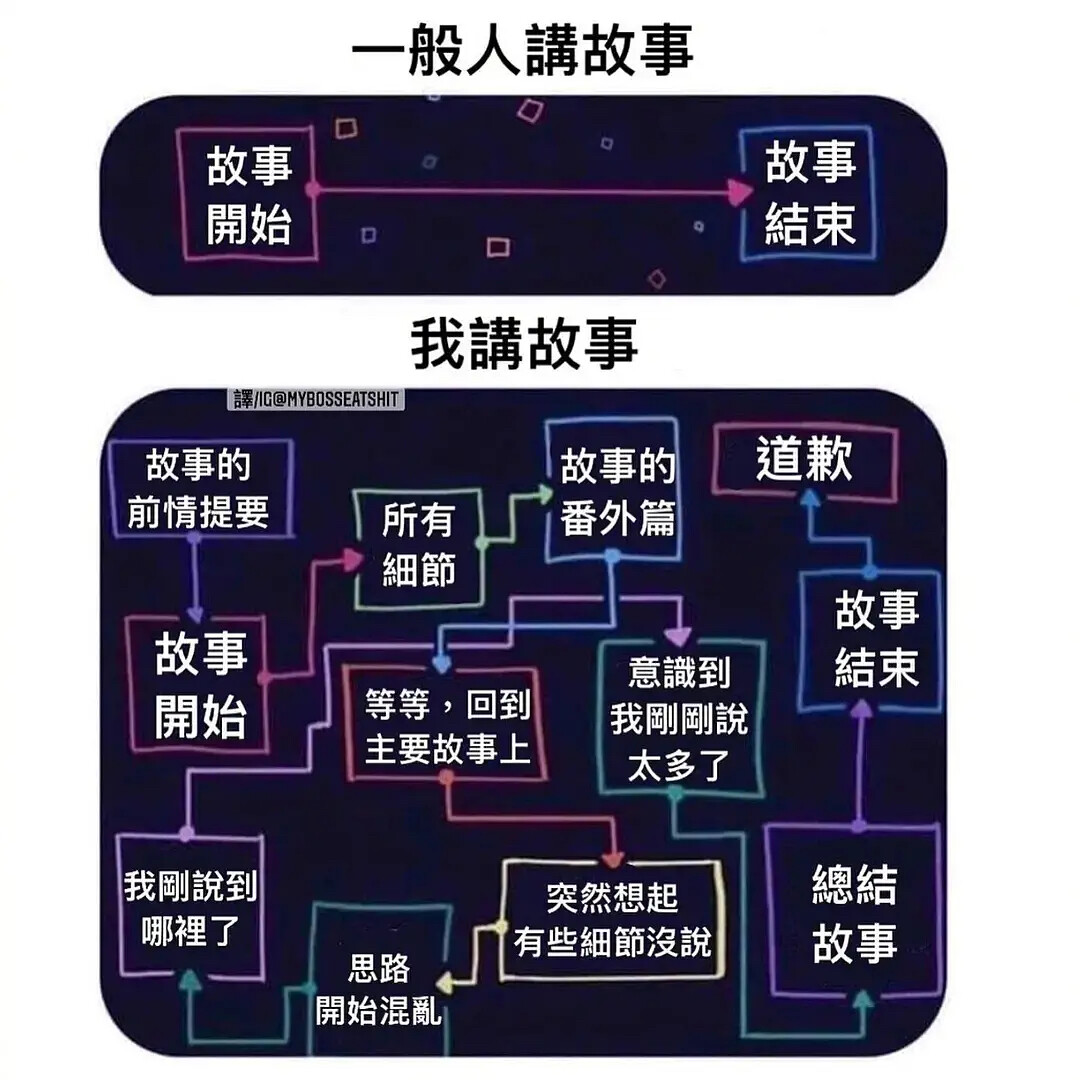 一般人講故事
故事
開始
故事
結束
我講故事
譯/IG@MYBOSSEATSHIT
故事的
前情提要
故事
開始
所有
細節
故事的
番外篇
等等，回到
主要故事上
突然想起
有些細節沒說
思路
開始混亂
我剛說到
哪裡了
意識到
我剛剛說
太多了
總結
故事
故事
結束
道歉